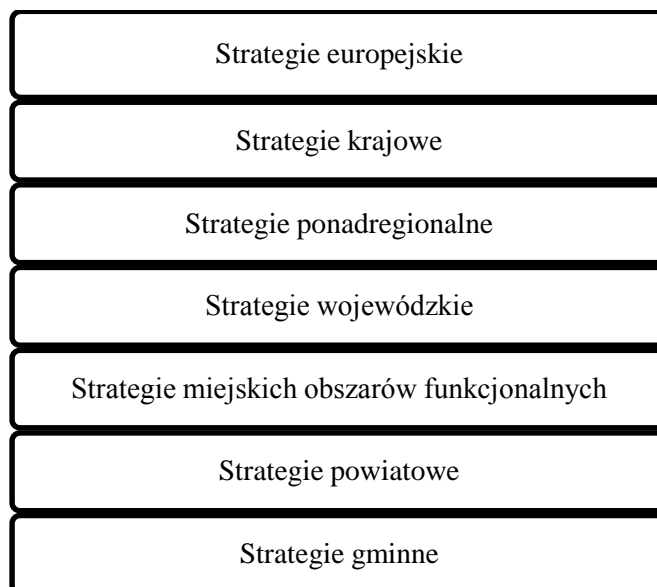 Strategie europejskie
Strategie krajowe
Strategie ponadregionalne
Strategie wojewódzkie
Strategie miejskich obszarów funkcjonalnych
Strategie powiatowe
Strategie gminne